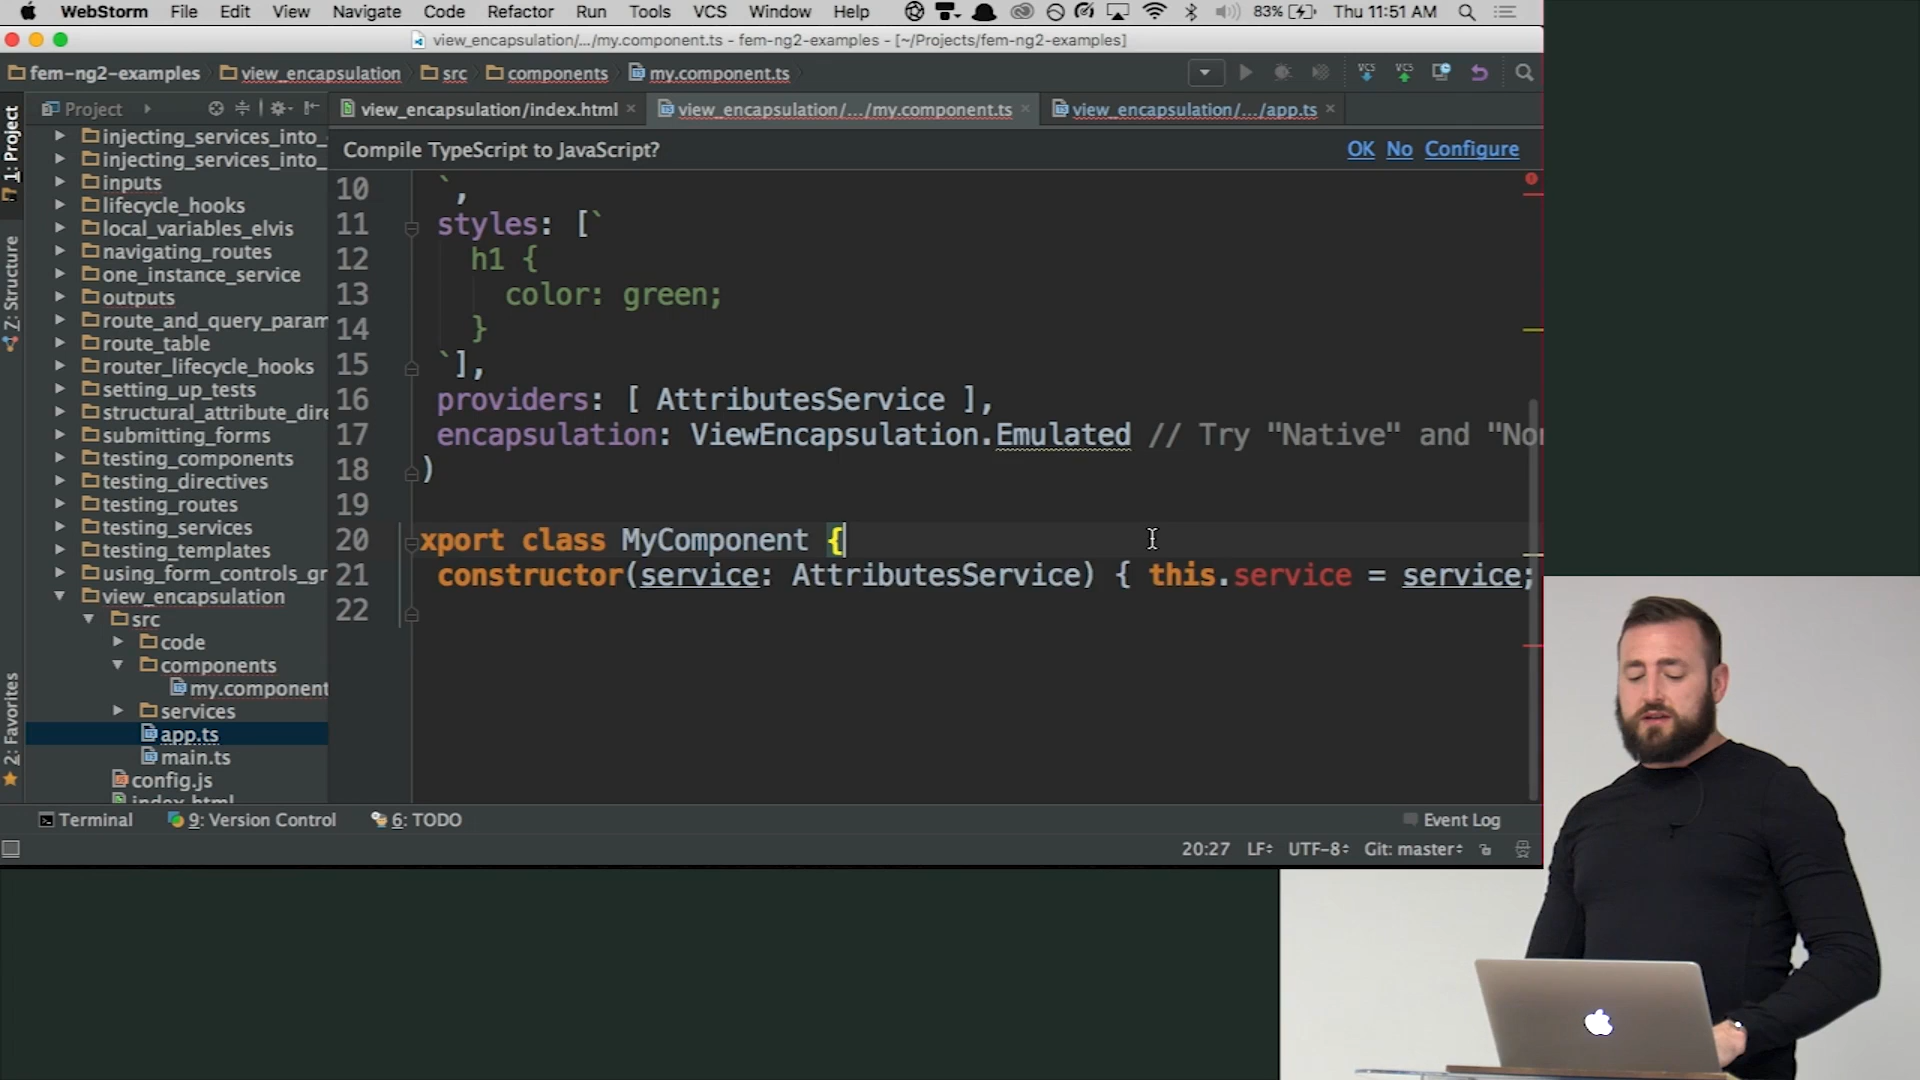 WebStorm File Edit View Navigate Code Refactor Run Tools VCS Window Help 83% Thu 11:51 AM
view_encapsulation/.../my.component.ts - fem-ng2-examples - [~/Projects/fem-ng2-examples]
fem-ng2-examples view_encapsulation src components my.component.ts
1: Project
Z: Structure
2: Favorites
Project
view_encapsulation/index.html view_encapsulation/.../my.component.ts view_encapsulation/.../app.ts
Compile TypeScript to JavaScript? OK No Configure
injecting_services_into_
injecting_services_into_
inputs
lifecycle_hooks
local_variables_elvis
navigating_routes
one_instance_service
outputs
route_and_query_param
route_table
router_lifecycle_hooks
setting_up_tests
structural_attribute_dire
submitting_forms
testing_components
testing_directives
testing_routes
testing_services
testing_templates
using_form_controls_gr
view_encapsulation
src
code
components
my.component
services
app.ts
main.ts
config.js
index.html
10 `,
11 styles: [`
12 h1 {
13 color: green;
14 }
15 `],
16 providers: [ AttributesService ],
17 encapsulation: ViewEncapsulation.Emulated // Try "Native" and "Non
18 )
19
20 xport class MyComponent {
21 constructor(service: AttributesService) { this.service = service;
22
Terminal 9: Version Control 6: TODO Event Log
20:27 LF UTF-8 Git: master